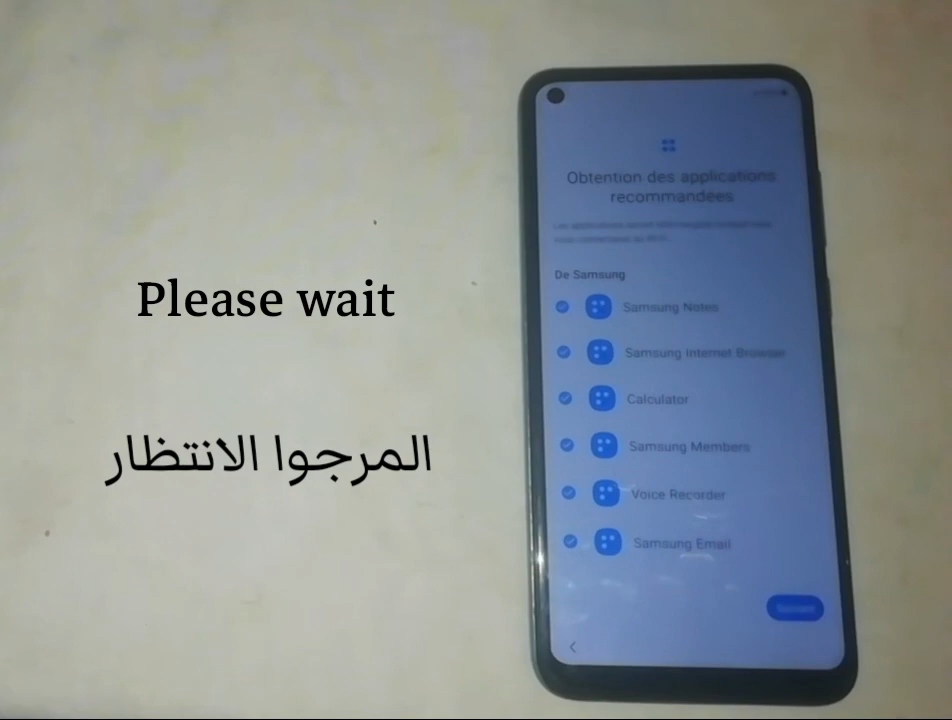 Please wait
المرجوا الانتظار
Obtention des applications
recommandées
De Samsung
Samsung Notes
Samsung Internet Browser
Calculator
Samsung Members
Voice Recorder
Samsung Email
Suivant